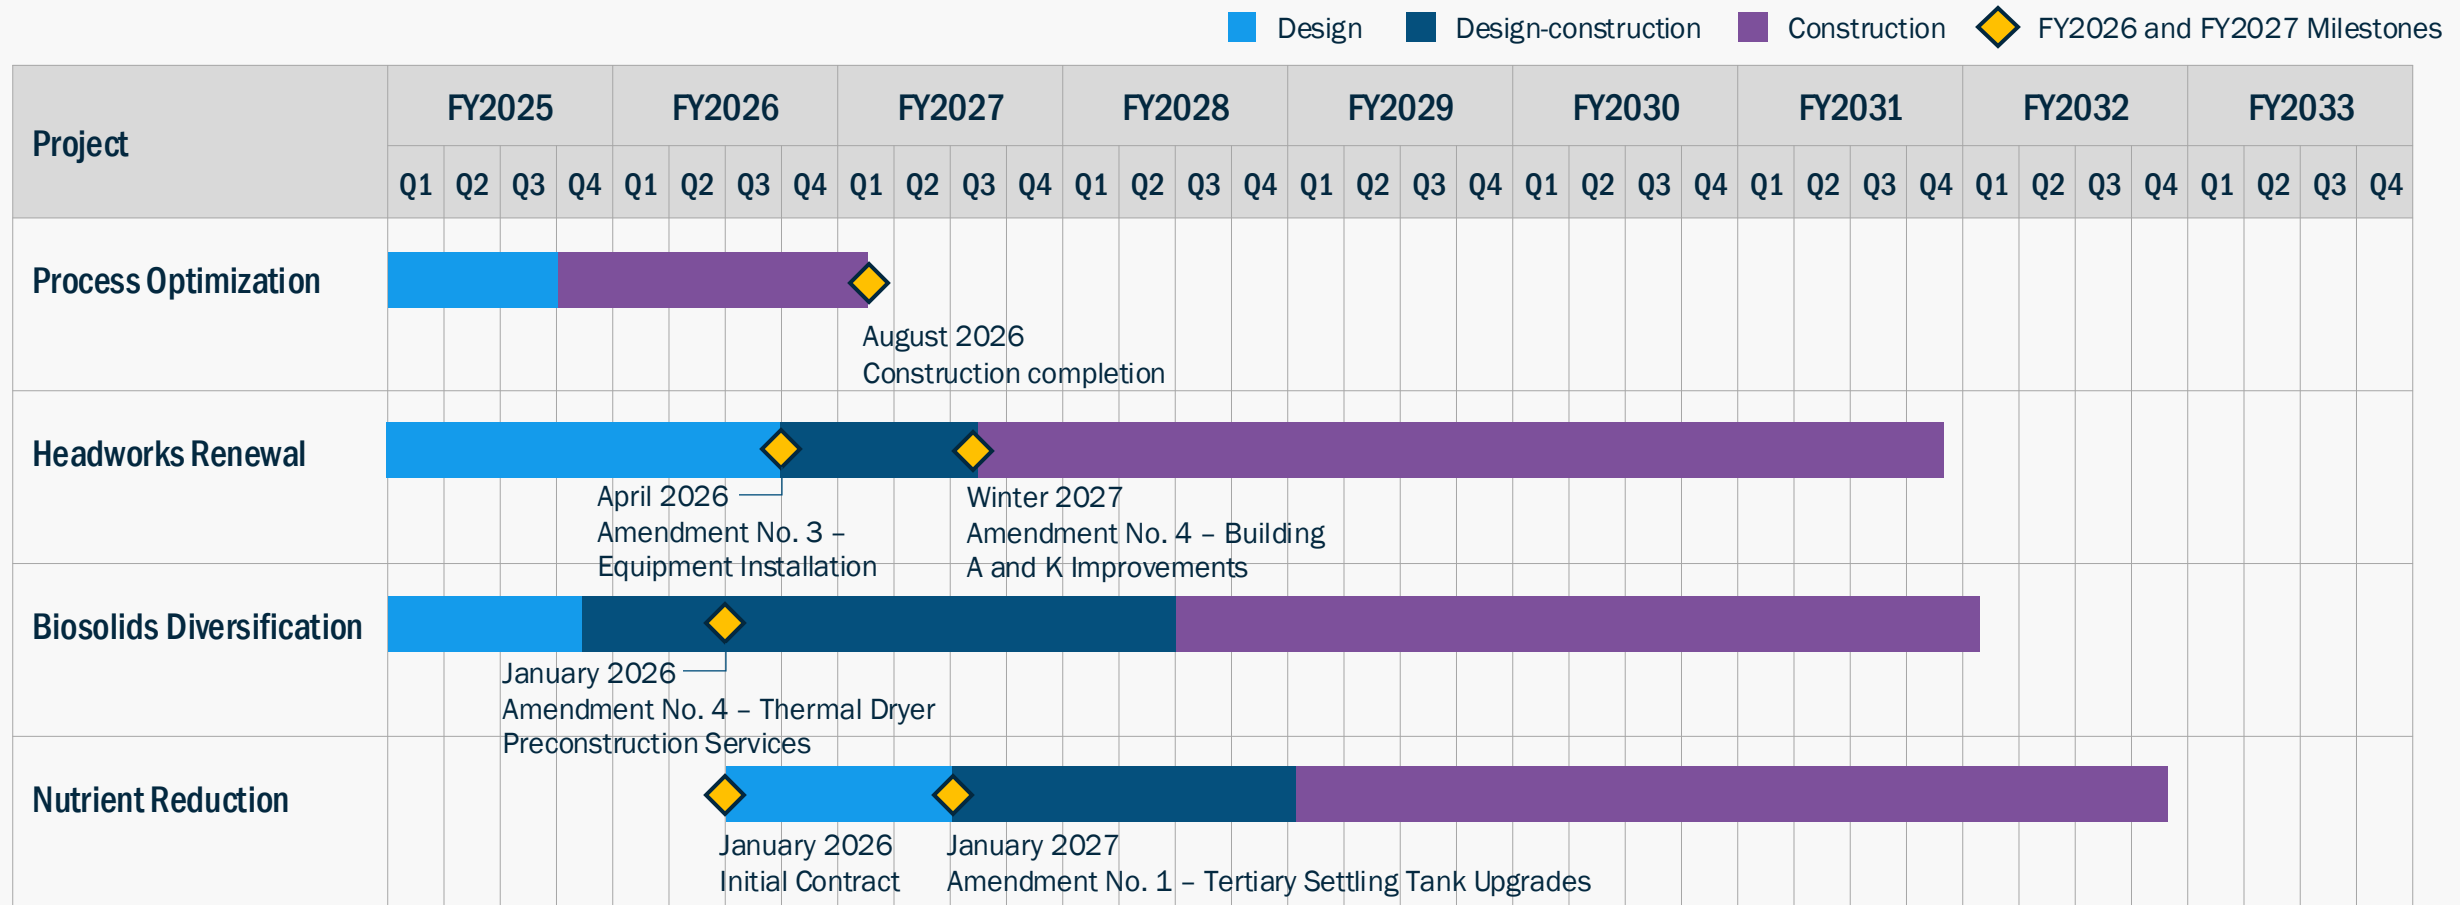 Design Design-construction Construction FY2026 and FY2027 Milestones
Project FY2025 FY2026 FY2027 FY2028 FY2029 FY2030 FY2031 FY2032 FY2033
Q1 Q2 Q3 Q4 Q1 Q2 Q3 Q4 Q1 Q2 Q3 Q4 Q1 Q2 Q3 Q4 Q1 Q2 Q3 Q4 Q1 Q2 Q3 Q4 Q1 Q2 Q3 Q4 Q1 Q2 Q3 Q4 Q1 Q2 Q3 Q4
Process Optimization
August 2026
Construction completion
Headworks Renewal
April 2026
Amendment No. 3 –
Equipment Installation
Winter 2027
Amendment No. 4 – Building
A and K Improvements
Biosolids Diversification
January 2026
Amendment No. 4 – Thermal Dryer
Preconstruction Services
Nutrient Reduction
January 2026
Initial Contract
January 2027
Amendment No. 1 – Tertiary Settling Tank Upgrades